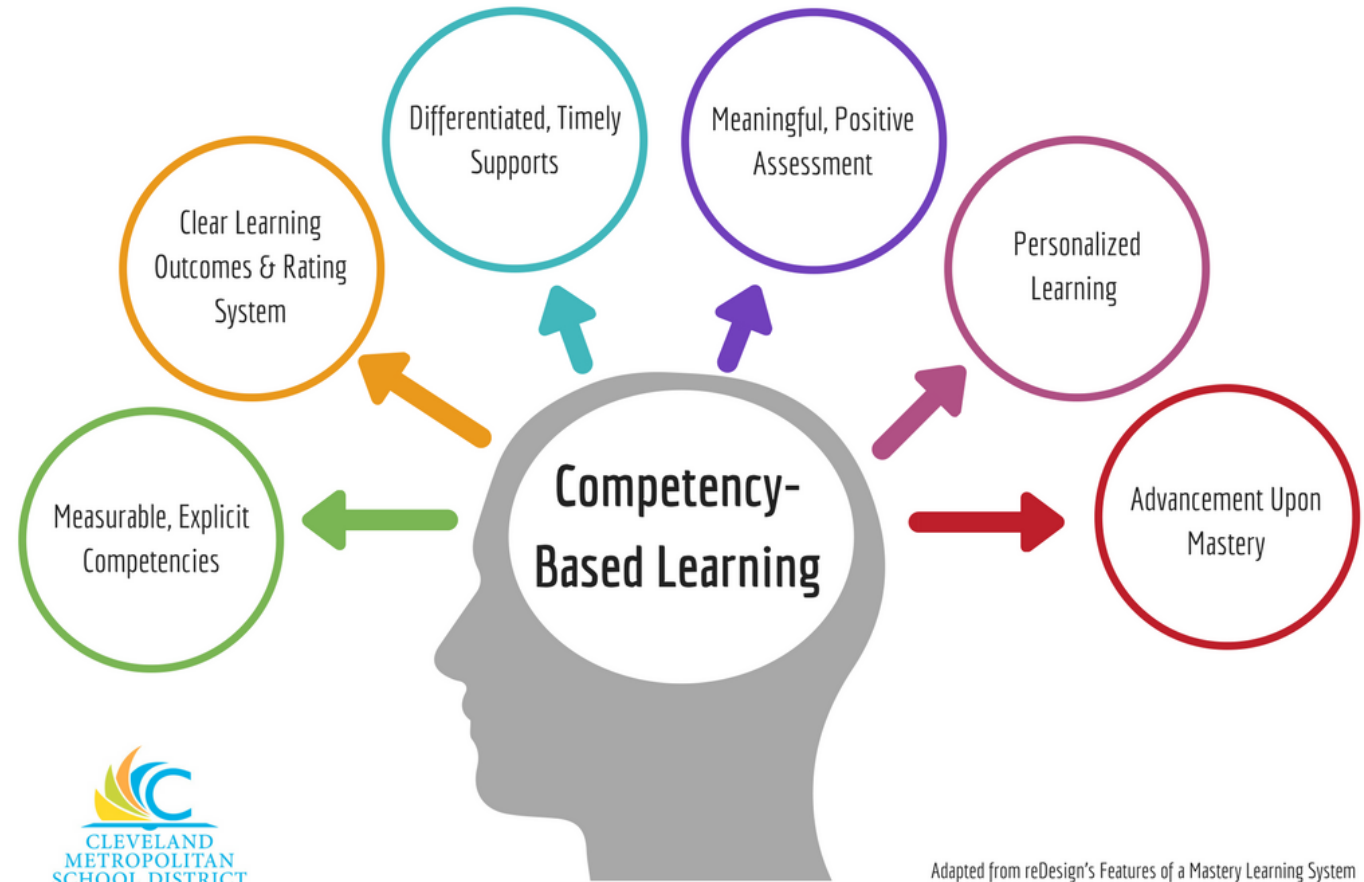 Differentiated, Timely
Supports
Meaningful, Positive
Assessment
Clear Learning
Outcomes & Rating
System
Personalized
Learning
Measurable, Explicit
Competencies
Competency-
Based Learning
Advancement Upon
Mastery
CLEVELAND
METROPOLITAN
SCHOOL DISTRICT
Adapted from reDesign's Features of a Mastery Learning System